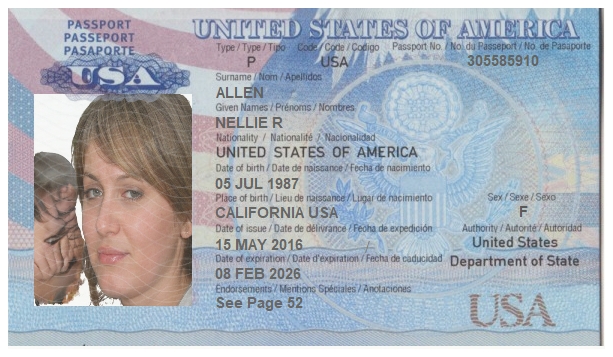 PASSPORT
PASSEPORT
PASAPORTE
USA
UNITED STATES OF AMERICA
Type / Type / Tipo Code / Code / Codigo Passport No. / No. du Passeport / No. de Pasaporte
P USA 305585910
Surname / Nom / Apellidos
ALLEN
Given Names / Prénoms / Nombres
NELLIE R
Nationality / Nationalité / Nacionalidad
UNITED STATES OF AMERICA
Date of birth / Date de naissance / Fecha de nacimiento
05 JUL 1987
Place of birth / Lieu de naissance / Lugar de nacimiento Sex / Sexe / Sexo
CALIFORNIA USA F
Date of issue / Date de délivrance / Fecha de expedición Authority / Autorité / Autoridad
15 MAY 2016 United States
Date of expiration / Date d'expiration / Fecha de caducidad Department of State
08 FEB 2026
Endorsements / Mentions Spéciales / Anotaciones
See Page 52
USA